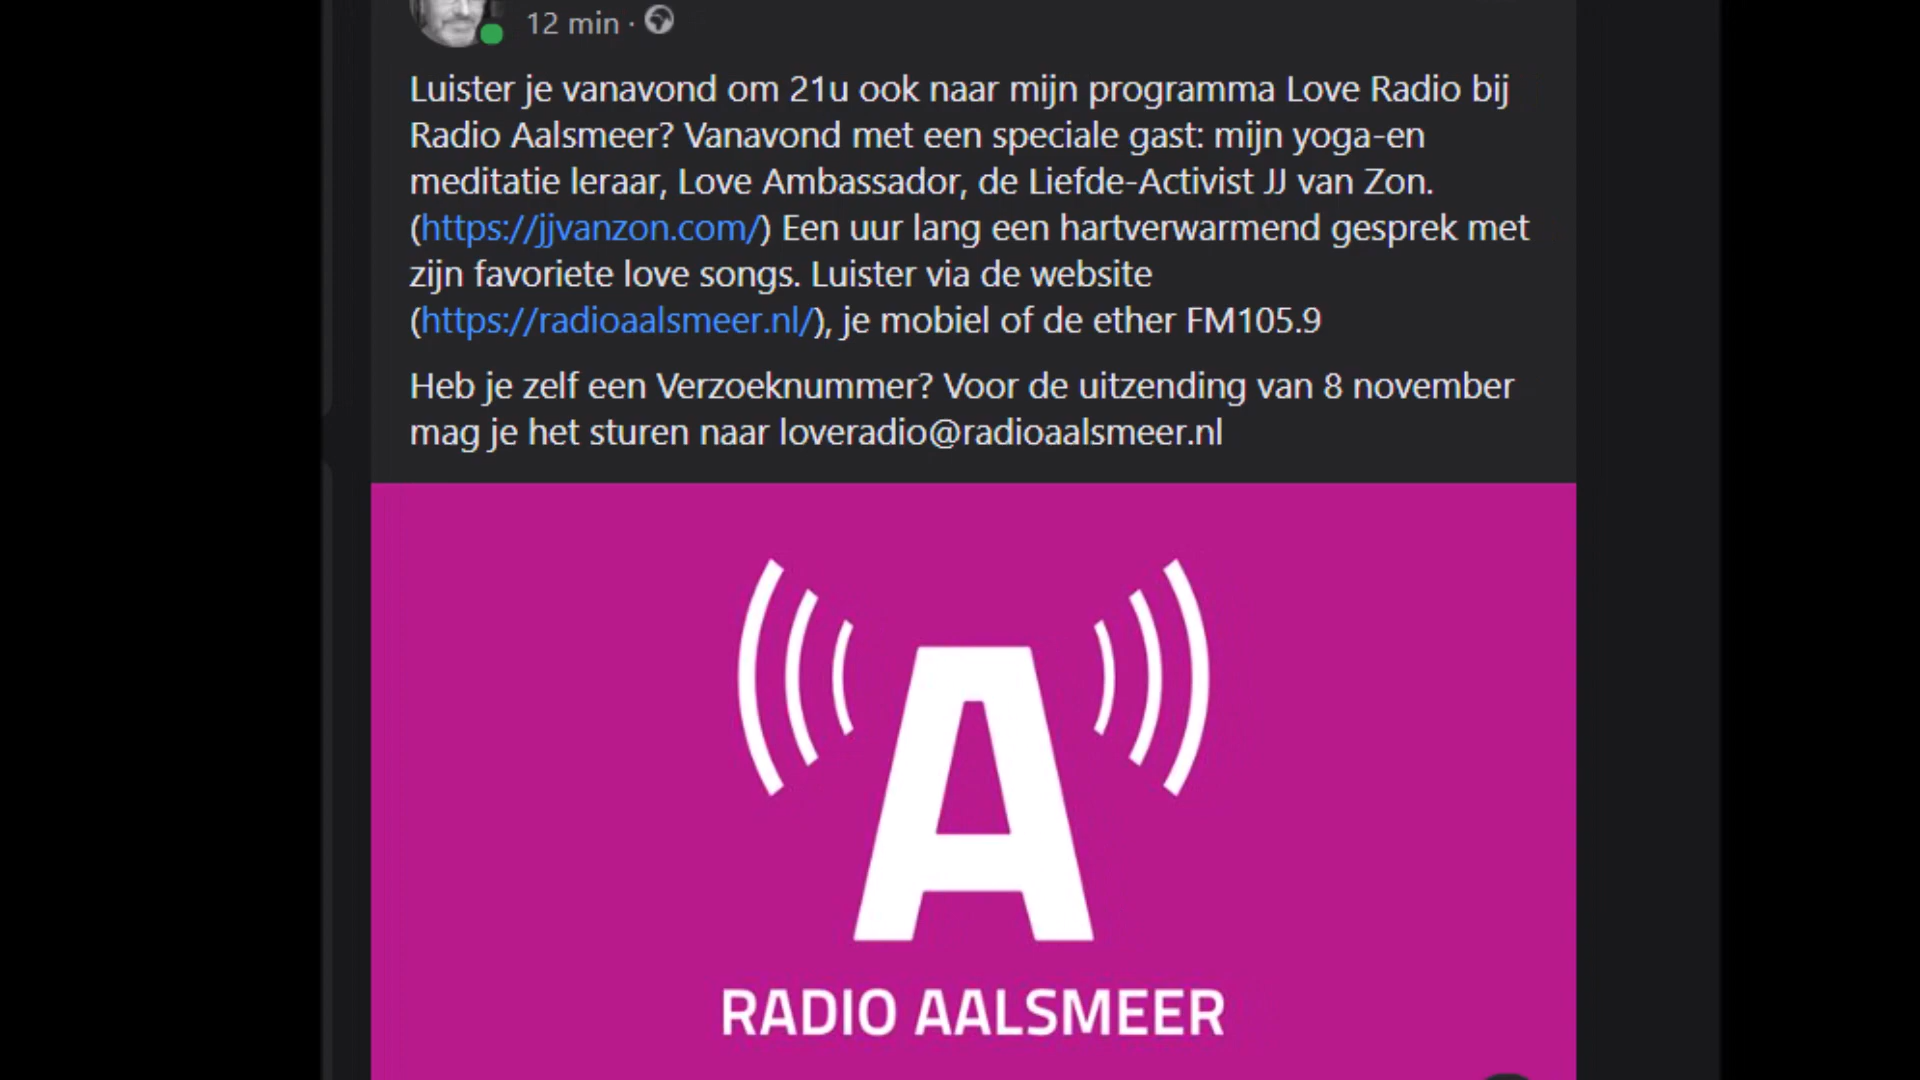 12 min ·
Luister je vanavond om 21u ook naar mijn programma Love Radio bij
Radio Aalsmeer? Vanavond met een speciale gast: mijn yoga-en
meditatie leraar, Love Ambassador, de Liefde-Activist JJ van Zon.
(https://jjvanzon.com/) Een uur lang een hartverwarmend gesprek met
zijn favoriete love songs. Luister via de website
(https://radioaalsmeer.nl/), je mobiel of de ether FM105.9
Heb je zelf een Verzoeknummer? Voor de uitzending van 8 november
mag je het sturen naar loveradio@radioaalsmeer.nl
A
RADIO AALSMEER